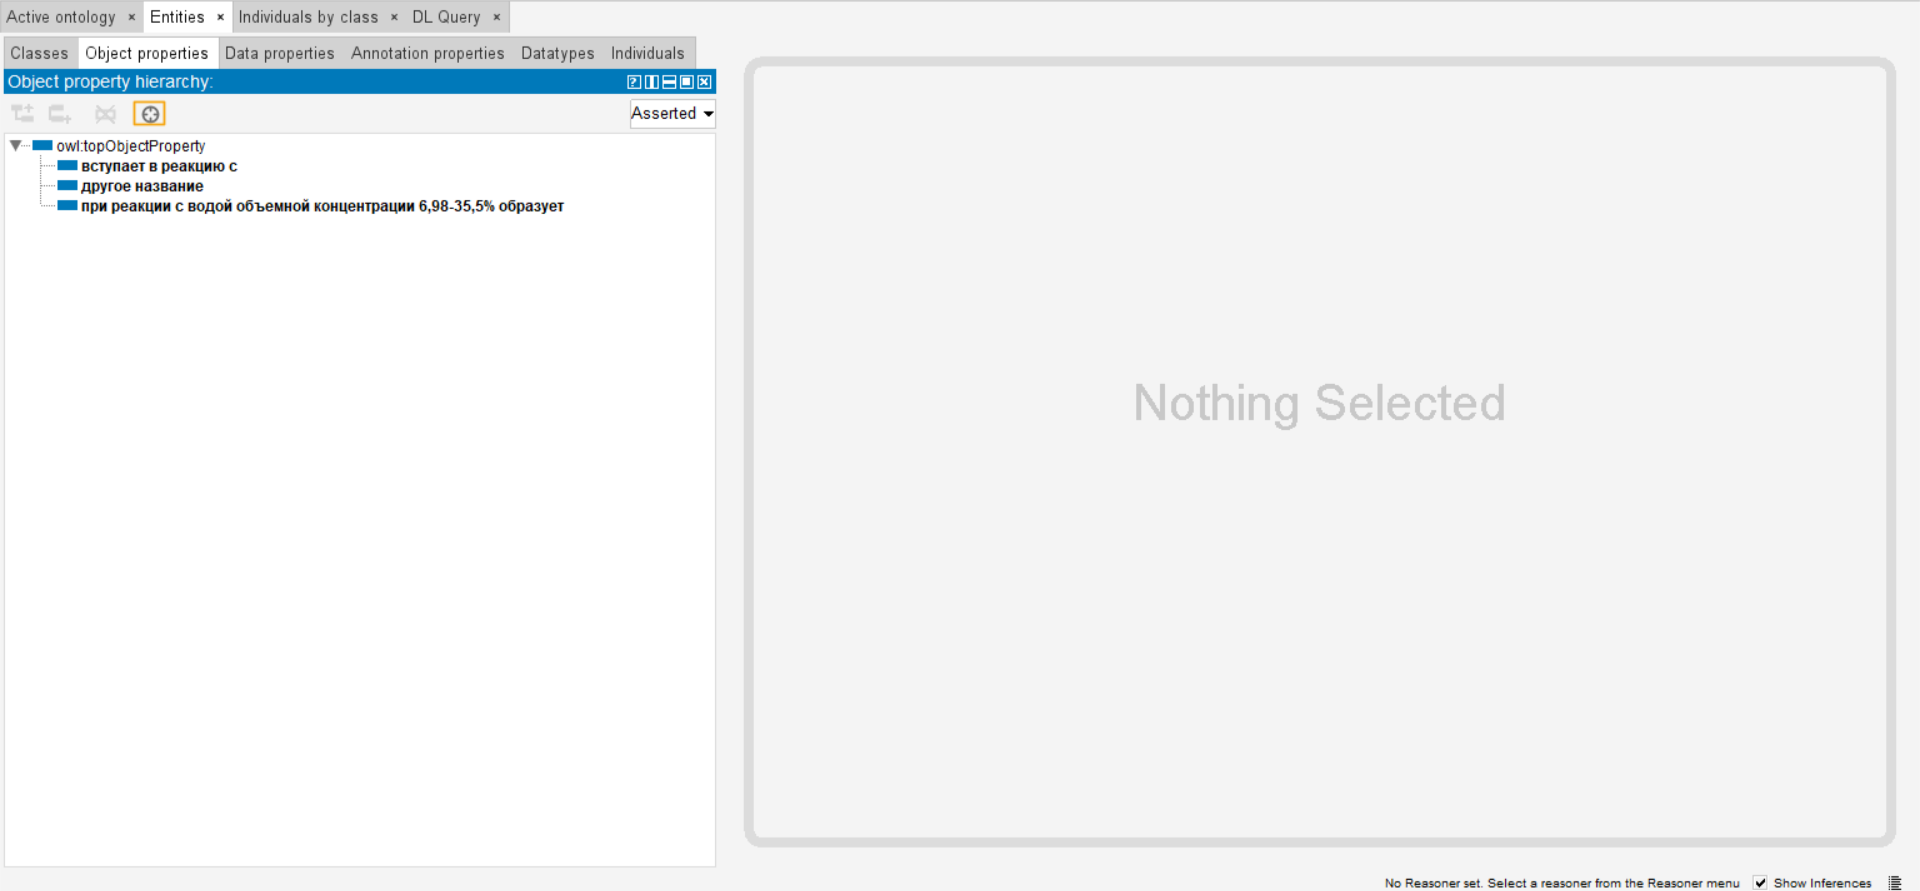 Active ontology × Entities × Individuals by class × DL Query ×
Classes Object properties Data properties Annotation properties Datatypes Individuals
Object property hierarchy:
Asserted
owl:topObjectProperty
вступает в реакцию с
другое название
при реакции с водой объемной концентрации 6,98-35,5% образует
Nothing Selected
No Reasoner set. Select a reasoner from the Reasoner menu Show Inferences